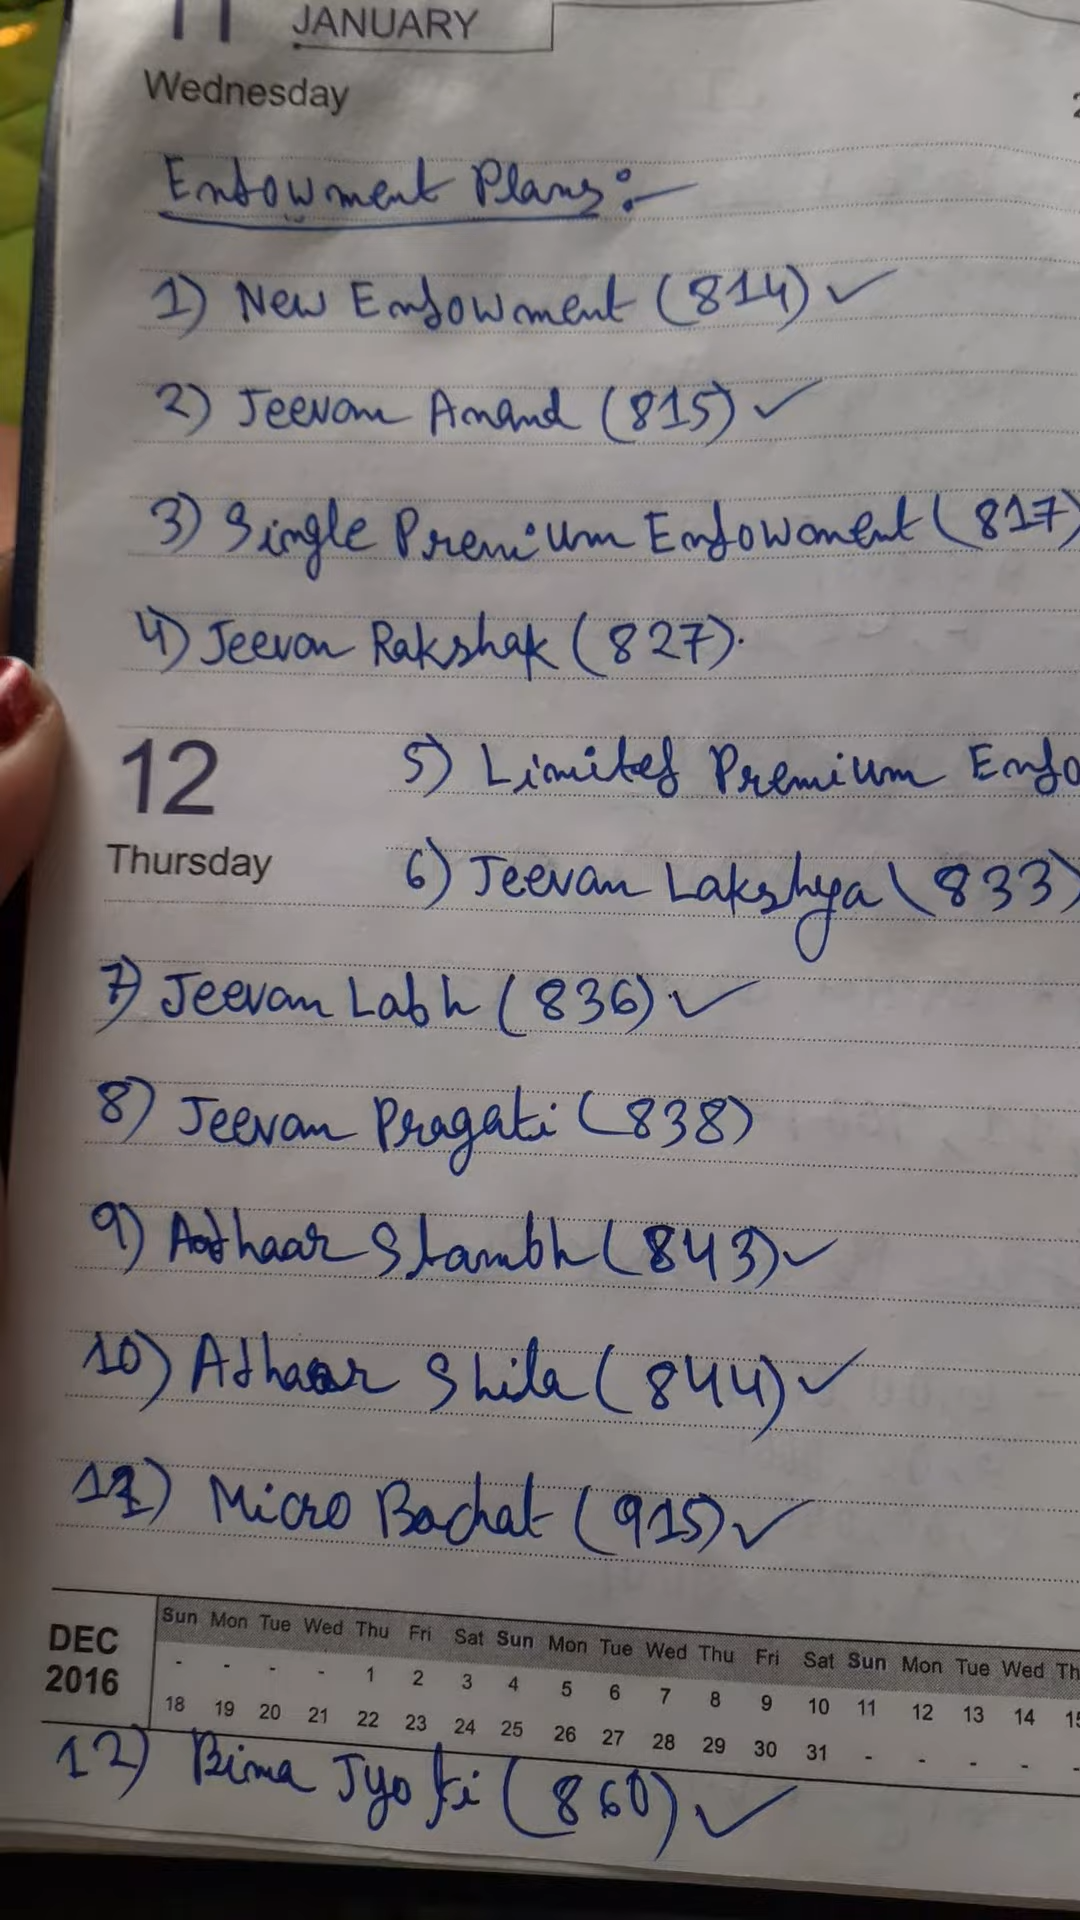 11 JANUARY
Wednesday
Endowment Plans :-
1) New Endowment (814) ✓
2) Jeevan Anand (815) ✓
3) Single Premium Endowment (817)
4) Jeevan Rakshak (827).
12
5) Limited Premium Endo
Thursday
6) Jeevan Lakshya (833)
7) Jeevan Labh (836) ✓
8) Jeevan Pragati (838)
9) Aadhaar Stambh (843) ✓
10) Adhaar Shila (844) ✓
11) Micro Bachat (915) ✓
DEC 2016
Sun Mon Tue Wed Thu Fri Sat Sun Mon Tue Wed Thu Fri Sat Sun Mon Tue Wed Th
- - - - 1 2 3 4 5 6 7 8 9 10 11 12 13 14 15
18 19 20 21 22 23 24 25 26 27 28 29 30 31 - - - - -
12) Bima Jyoti (860) ✓